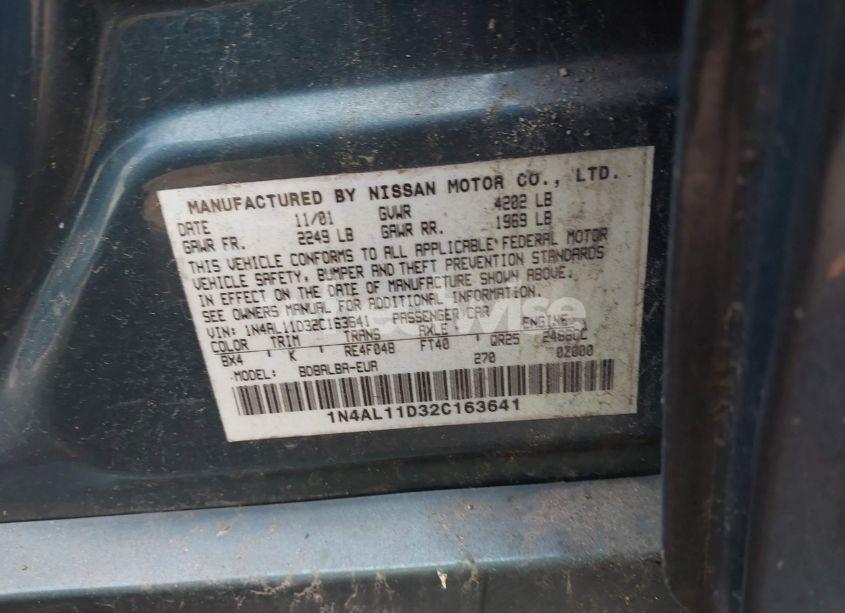 MANUFACTURED BY NISSAN MOTOR CO., LTD.
DATE 11/01 GVWR 4202 LB
GAWR FR. 2249 LB GAWR RR. 1969 LB
THIS VEHICLE CONFORMS TO ALL APPLICABLE FEDERAL MOTOR
VEHICLE SAFETY, BUMPER AND THEFT PREVENTION STANDARDS
IN EFFECT ON THE DATE OF MANUFACTURE SHOWN ABOVE.
SEE OWNERS MANUAL FOR ADDITIONAL INFORMATION.
VIN: 1N4AL11D32C163641 PASSENGER CAR
COLOR TRIM TRANS AXLE ENGINE
BX4 K RE4F04B FT40 QR25
MODEL: BDBALBA-EUA 270 0Z000
1N4AL11D32C163641